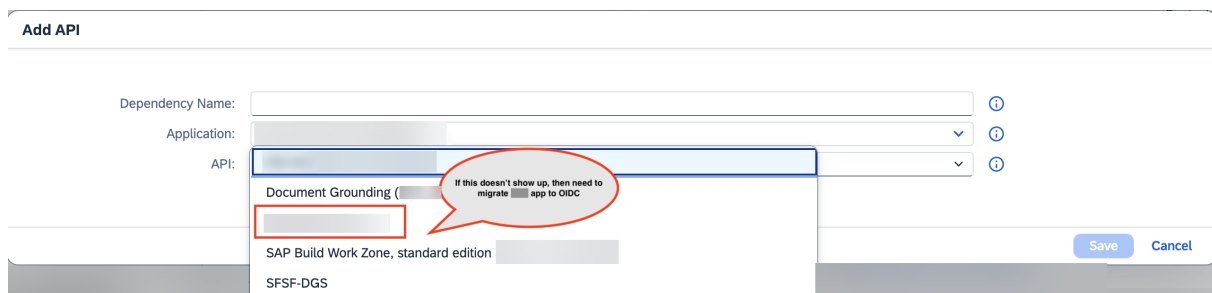 Add API
Dependency Name:
Application:
API:
Document Grounding (
If this doesn't show up, then need to
migrate app to OIDC
SAP Build Work Zone, standard edition
SFSF-DGS
Save Cancel